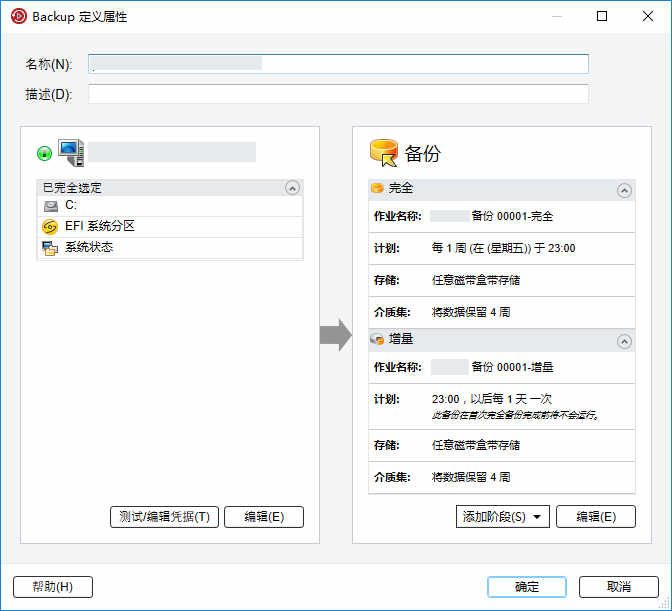 Backup 定义属性
名称(N):
描述(D):
备份
已完全选定
C:
EFI 系统分区
系统状态
测试/编辑凭据(T)
编辑(E)
完全
作业名称: 备份 00001-完全
计划: 每 1 周 (在 (星期五)) 于 23:00
存储: 任意磁带盒带存储
介质集: 将数据保留 4 周
增量
作业名称: 备份 00001-增量
计划: 23:00，以后每 1 天 一次
此备份在首次完全备份完成前将不会运行。
存储: 任意磁带盒带存储
介质集: 将数据保留 4 周
添加阶段(S)
编辑(E)
帮助(H)
确定
取消